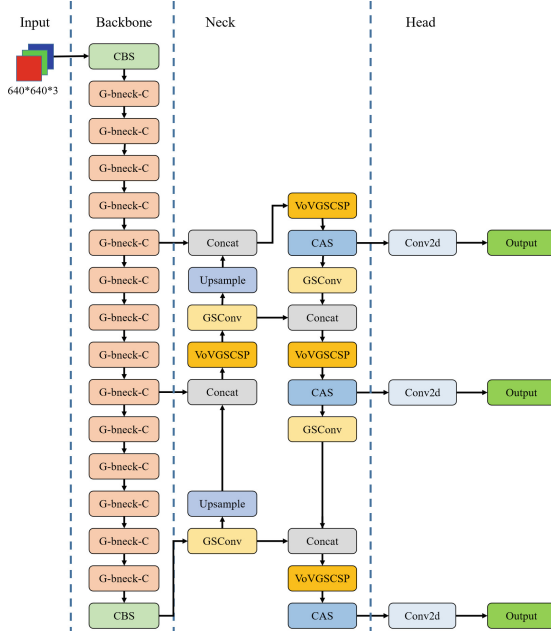 Input
Backbone
Neck
Head
640*640*3
CBS
G-bneck-C
G-bneck-C
G-bneck-C
G-bneck-C
G-bneck-C
G-bneck-C
G-bneck-C
G-bneck-C
G-bneck-C
G-bneck-C
G-bneck-C
G-bneck-C
G-bneck-C
G-bneck-C
CBS
Concat
Upsample
GSConv
VoVGSCSP
Concat
Upsample
GSConv
VoVGSCSP
CAS
GSConv
Concat
VoVGSCSP
CAS
GSConv
Concat
VoVGSCSP
CAS
Conv2d
Output
Conv2d
Output
Conv2d
Output